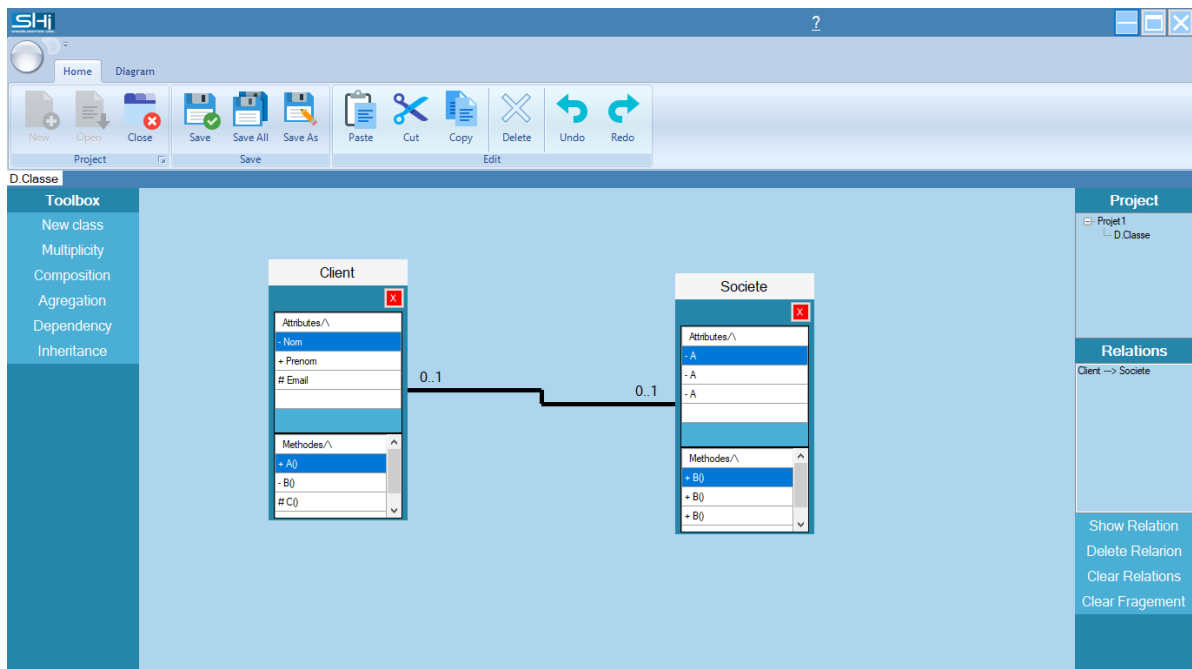 SHi
?
Home Diagram
New Open Close Save Save All Save As Paste Cut Copy Delete Undo Redo
Project Save Edit
D.Classe
Toolbox
New class
Multiplicity
Composition
Agregation
Dependency
Inheritance
Client
X
Attributes/\
- Nom
+ Prenom
# Email
Methodes/\
+ A()
- B()
# C()
0..1
0..1
Societe
X
Attributes/\
- A
- A
- A
Methodes/\
+ B()
+ B()
+ B()
Project
Projet1
D.Classe
Relations
Client ---> Societe
Show Relation
Delete Relarion
Clear Relations
Clear Fragement